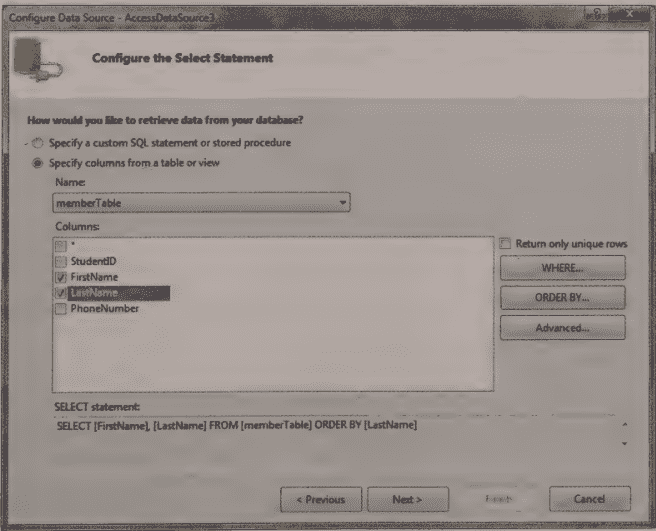 Configure Data Source - AccessDataSource3
Configure the Select Statement
How would you like to retrieve data from your database?
Specify a custom SQL statement or stored procedure
Specify columns from a table or view
Name:
memberTable
Columns:
*
Return only unique rows
StudentID
FirstName
LastName
PhoneNumber
WHERE...
ORDER BY...
Advanced...
SELECT statement:
SELECT [FirstName], [LastName] FROM [memberTable] ORDER BY [LastName]
< Previous
Next >
Finish
Cancel